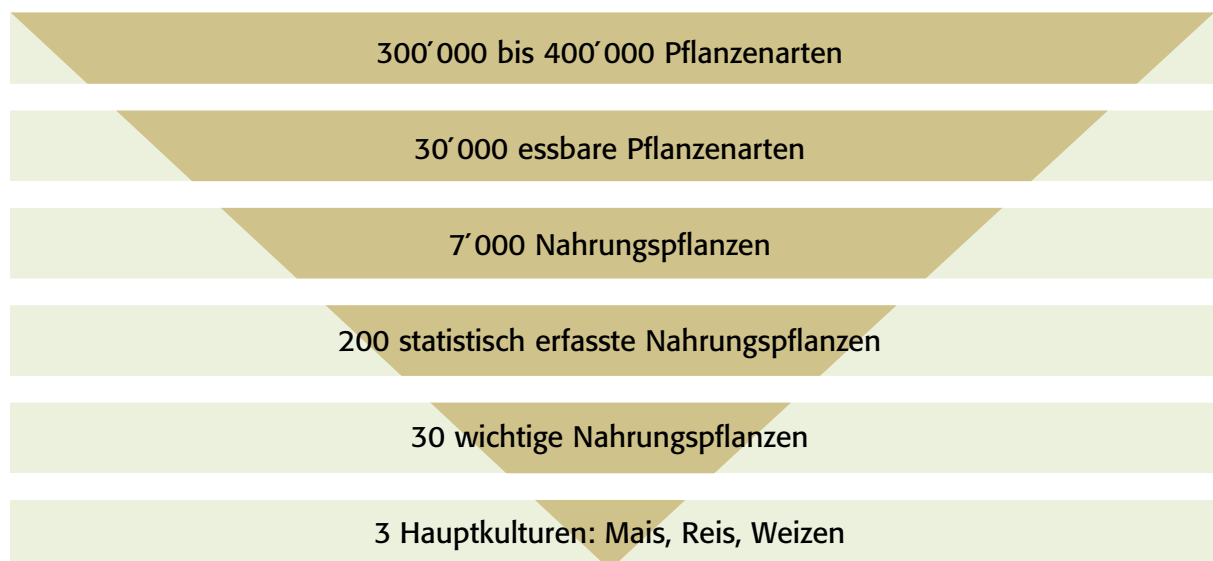 300´000 bis 400´000 Pflanzenarten
30´000 essbare Pflanzenarten
7´000 Nahrungspflanzen
200 statistisch erfasste Nahrungspflanzen
30 wichtige Nahrungspflanzen
3 Hauptkulturen: Mais, Reis, Weizen